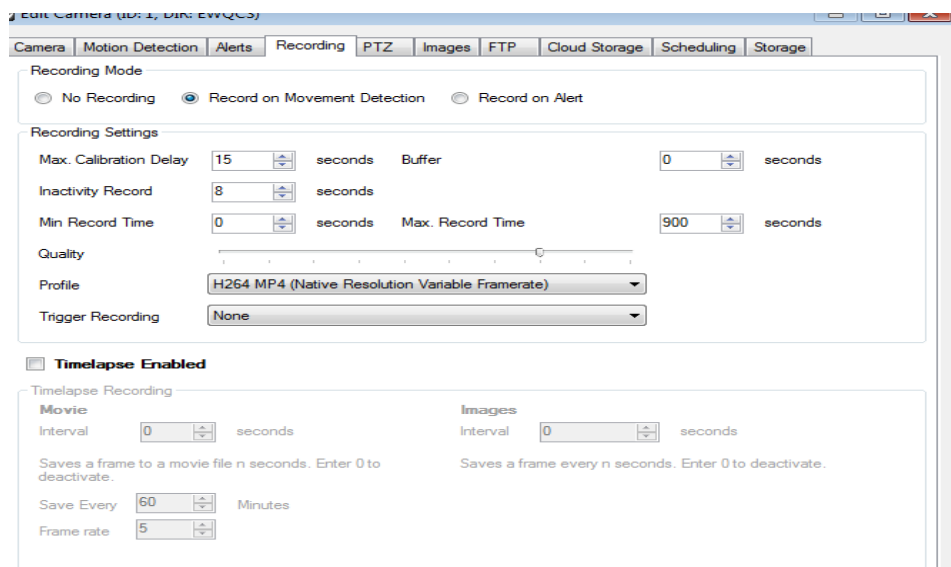 Edit Camera (ID: 1, DIR: EWQC3)
Camera Motion Detection Alerts Recording PTZ Images FTP Cloud Storage Scheduling Storage
Recording Mode
No Recording Record on Movement Detection Record on Alert
Recording Settings
Max. Calibration Delay 15 seconds Buffer 0 seconds
Inactivity Record 8 seconds
Min Record Time 0 seconds Max. Record Time 900 seconds
Quality
Profile H264 MP4 (Native Resolution Variable Framerate)
Trigger Recording None
Timelapse Enabled
Timelapse Recording
Movie Images
Interval 0 seconds Interval 0 seconds
Saves a frame to a movie file n seconds. Enter 0 to Saves a frame every n seconds. Enter 0 to deactivate.
deactivate.
Save Every 60 Minutes
Frame rate 5